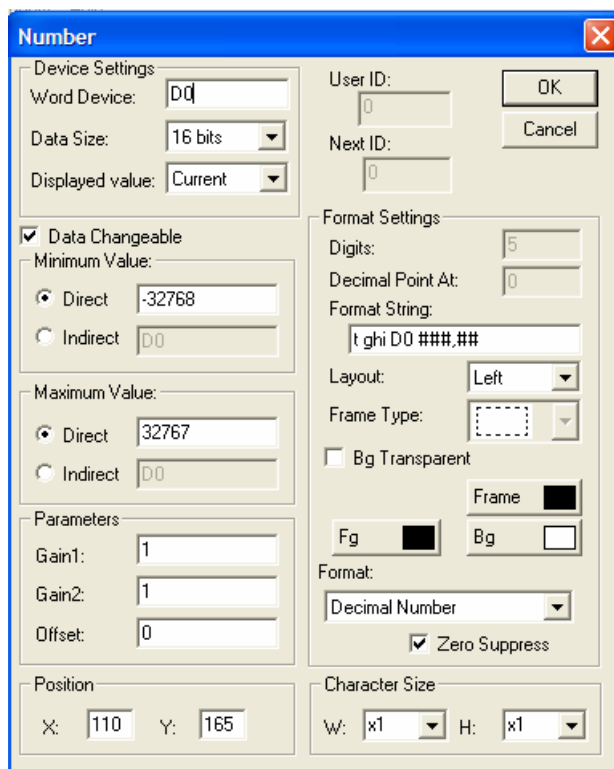 Number
Device Settings
Word Device: D0
Data Size: 16 bits
Displayed value: Current
User ID:
0
Next ID:
0
OK
Cancel
Data Changeable
Minimum Value:
Direct -32768
Indirect D0
Maximum Value:
Direct 32767
Indirect D0
Parameters
Gain1: 1
Gain2: 1
Offset: 0
Format Settings
Digits: 5
Decimal Point At: 0
Format String:
t ghi D0 ###,##
Layout: Left
Frame Type:
Bg Transparent
Frame
Fg
Bg
Format:
Decimal Number
Zero Suppress
Position
X: 110 Y: 165
Character Size
W: x1 H: x1